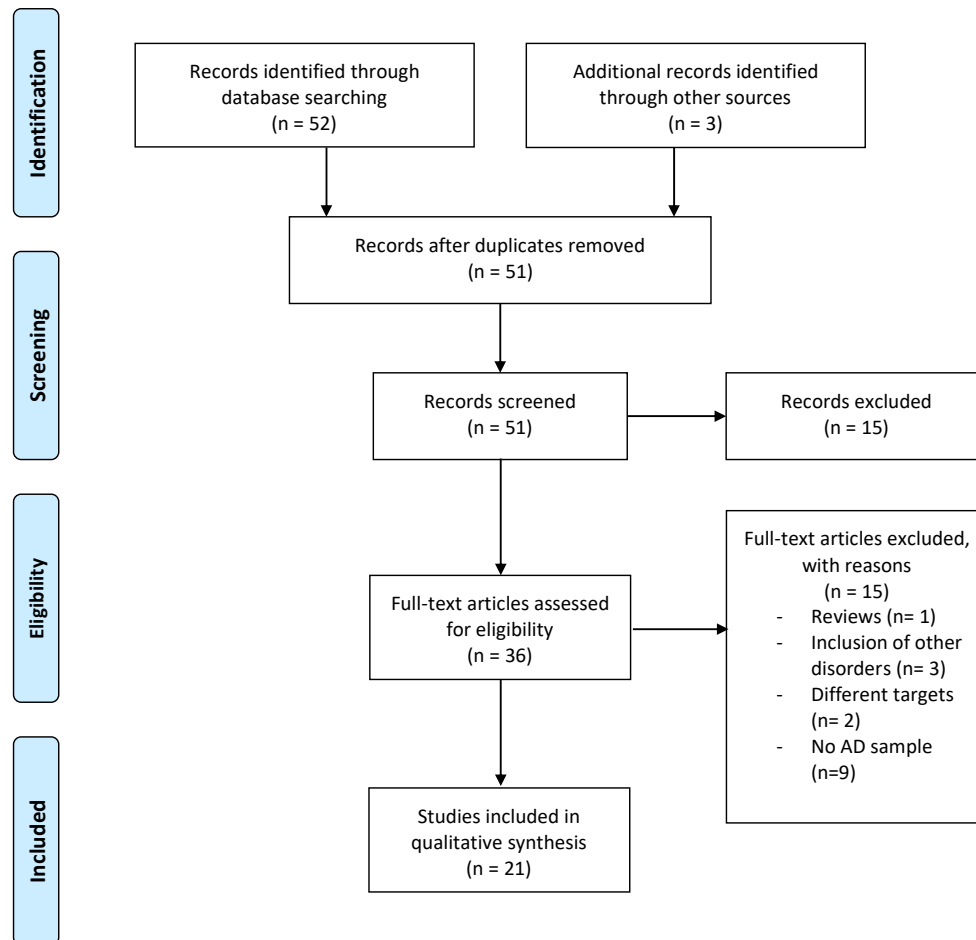 Identification
Records identified through
database searching
(n = 52)
Additional records identified
through other sources
(n = 3)
Records after duplicates removed
(n = 51)
Screening
Records screened
(n = 51)
Records excluded
(n = 15)
Eligibility
Full-text articles assessed
for eligibility
(n = 36)
Full-text articles excluded,
with reasons
(n = 15)
- Reviews (n= 1)
- Inclusion of other
disorders (n= 3)
- Different targets
(n= 2)
- No AD sample
(n=9)
Included
Studies included in
qualitative synthesis
(n = 21)